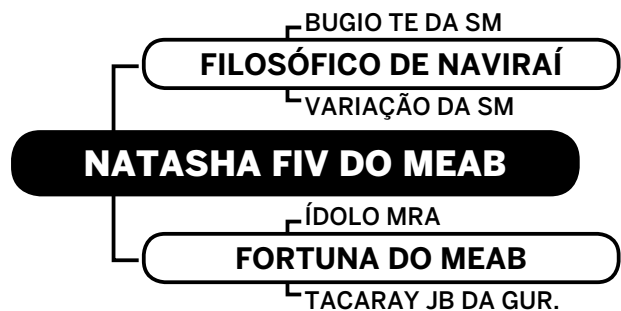 BUGIO TE DA SM
FILOSÓFICO DE NAVIRAÍ
VARIAÇÃO DA SM
NATASHA FIV DO MEAB
ÍDOLO MRA
FORTUNA DO MEAB
TACARAY JB DA GUR.